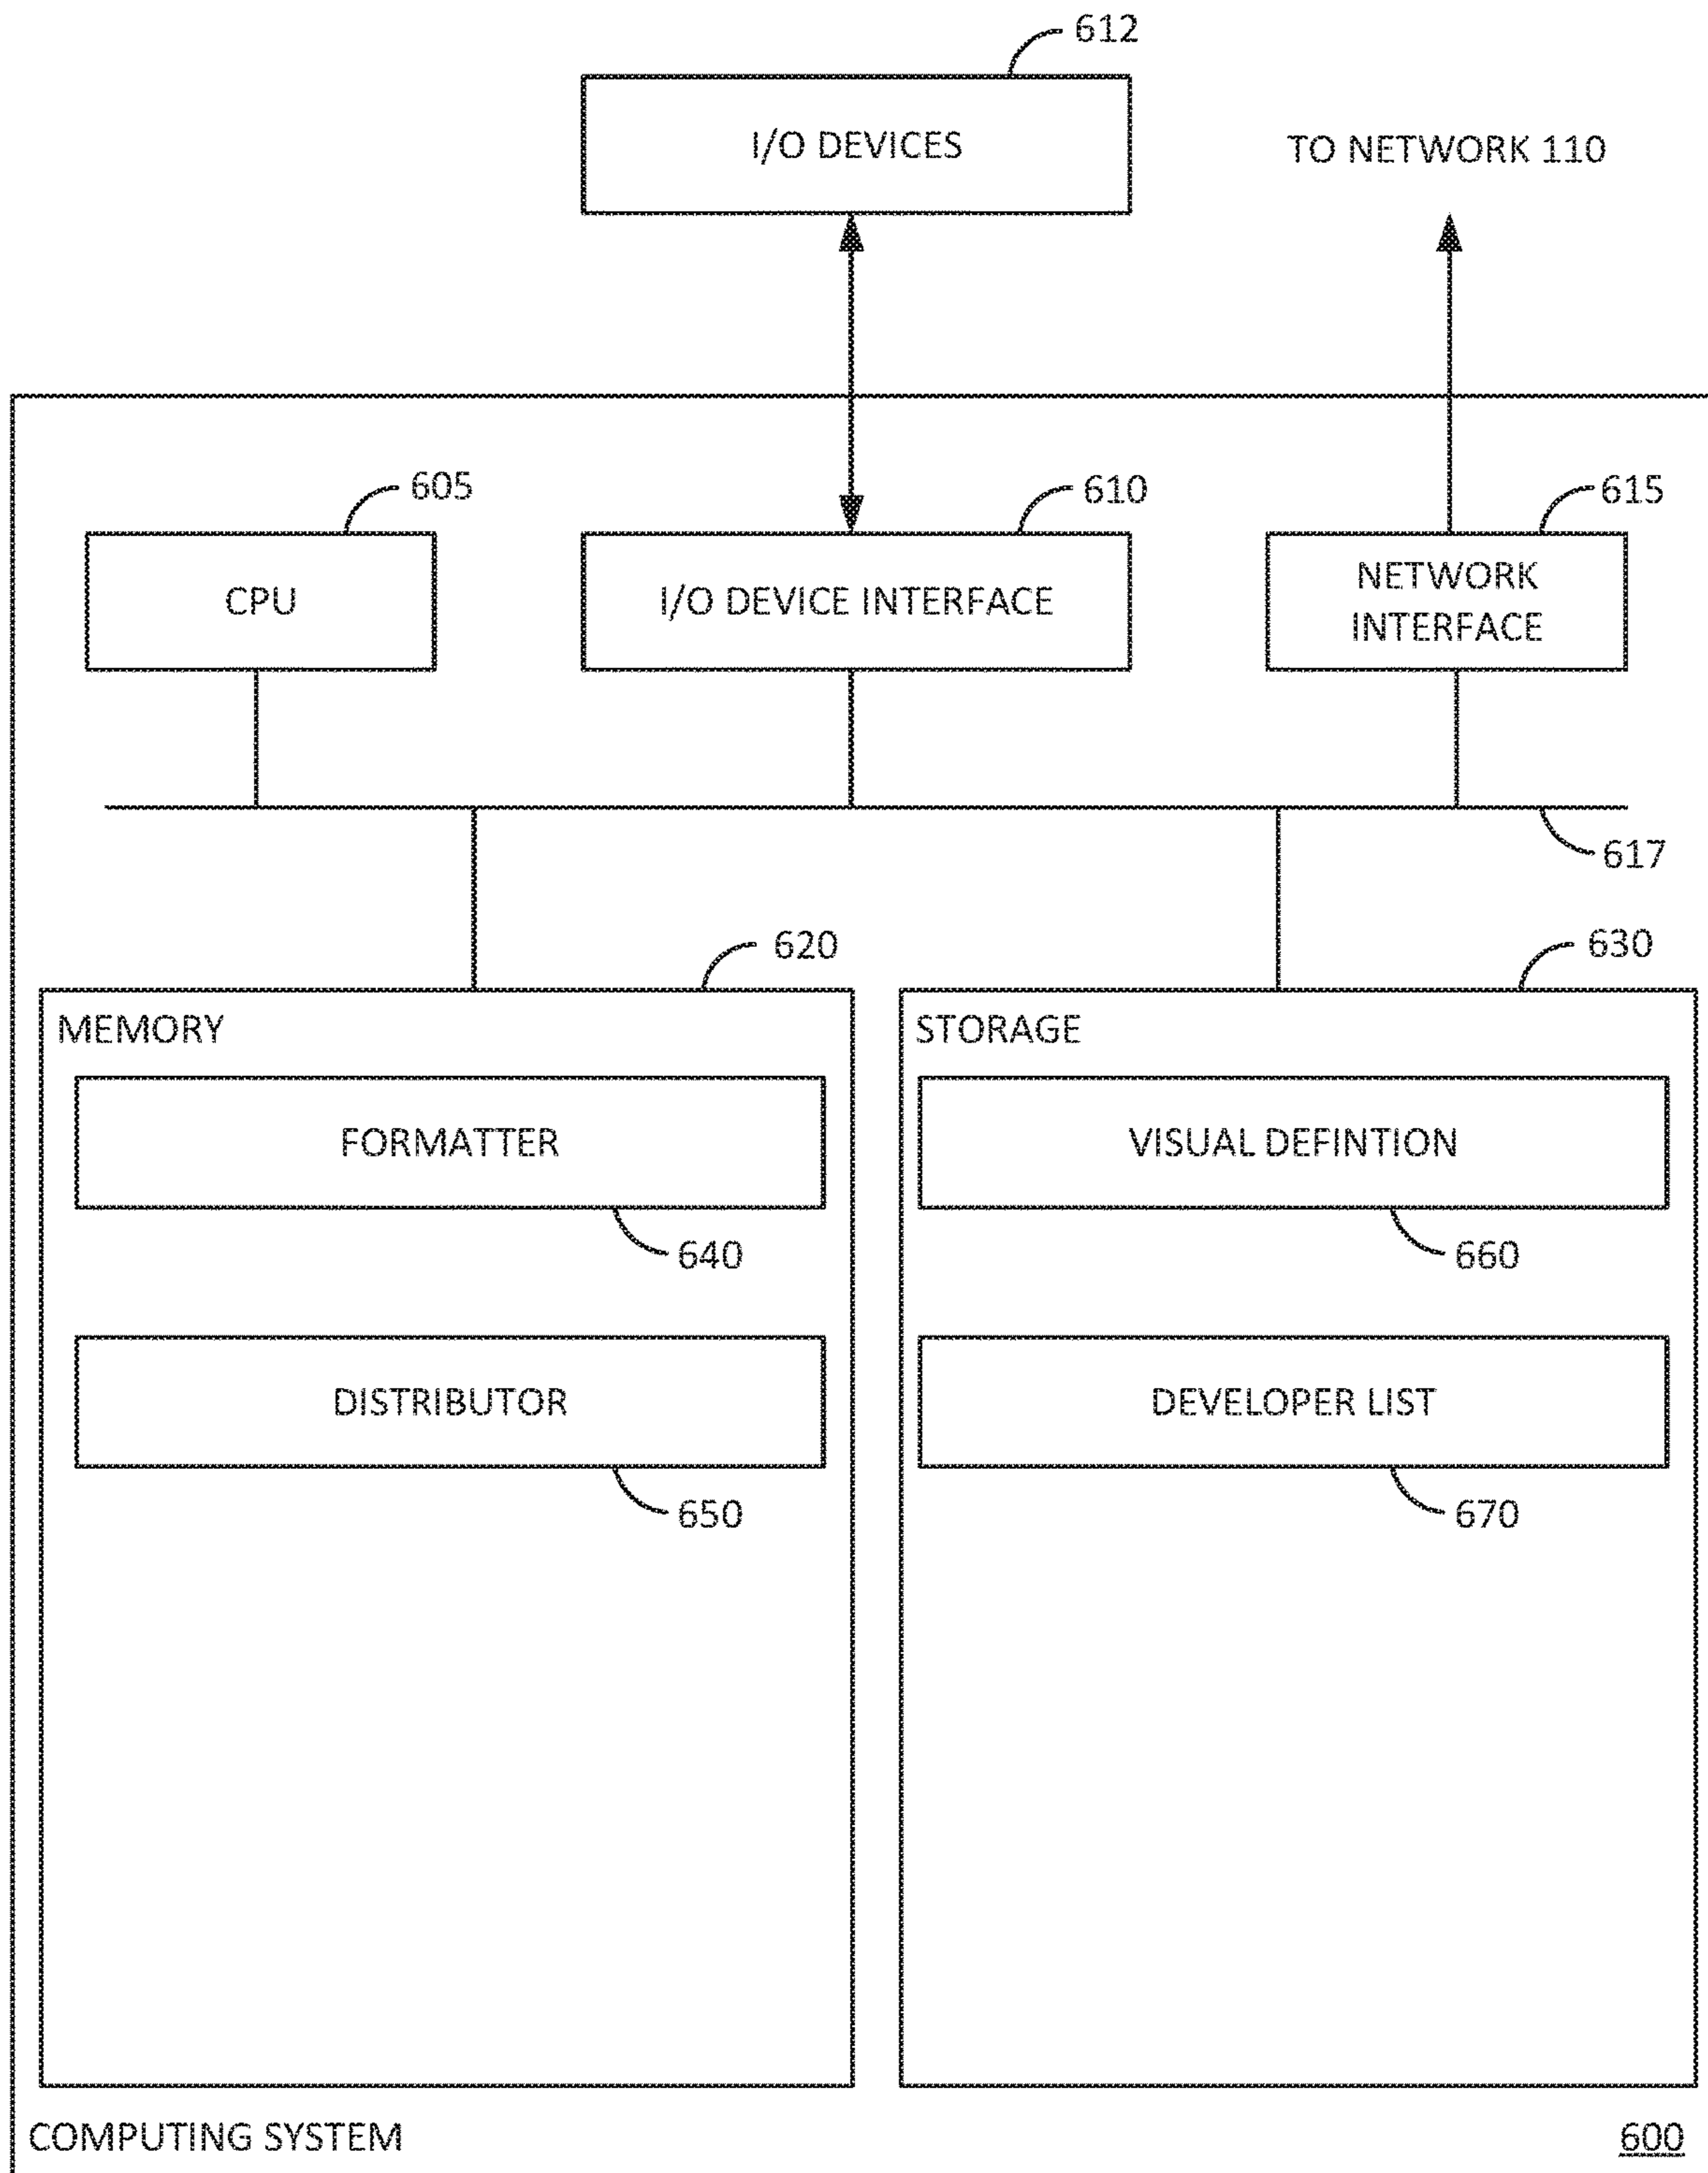 612
I/O DEVICES
TO NETWORK 110
605
610
615
CPU
I/O DEVICE INTERFACE
NETWORK
INTERFACE
617
620
630
MEMORY
STORAGE
FORMATTER
VISUAL DEFINTION
640
660
DISTRIBUTOR
DEVELOPER LIST
650
670
COMPUTING SYSTEM
600